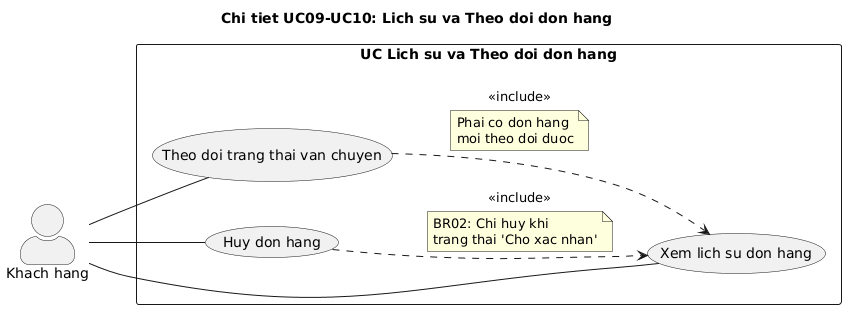 Chi tiet UC09-UC10: Lich su va Theo doi don hang
UC Lich su va Theo doi don hang
«include»
Phai co don hang
moi theo doi duoc
Theo doi trang thai van chuyen
«include»
BR02: Chi huy khi
trang thai 'Cho xac nhan'
Huy don hang
Xem lich su don hang
Khach hang